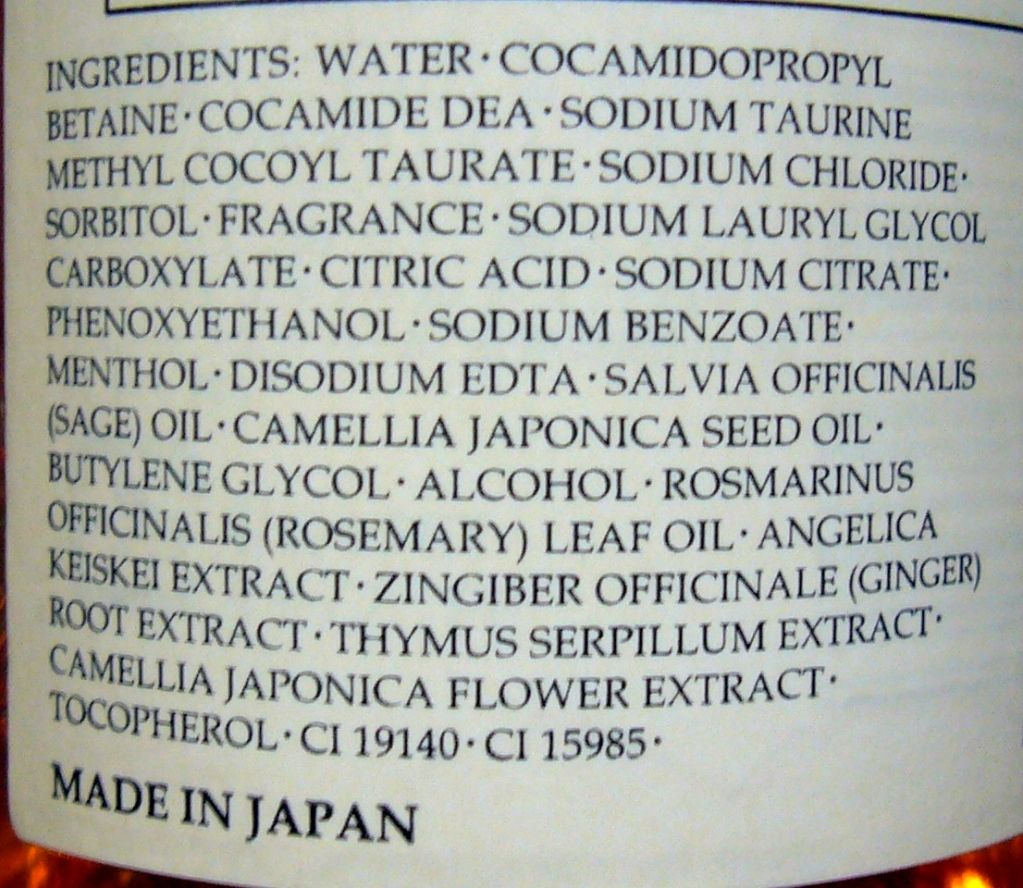 INGREDIENTS: WATER · COCAMIDOPROPYL
BETAINE · COCAMIDE DEA · SODIUM TAURINE
METHYL COCOYL TAURATE · SODIUM CHLORIDE ·
SORBITOL · FRAGRANCE · SODIUM LAURYL GLYCOL
CARBOXYLATE · CITRIC ACID · SODIUM CITRATE ·
PHENOXYETHANOL · SODIUM BENZOATE ·
MENTHOL · DISODIUM EDTA · SALVIA OFFICINALIS
(SAGE) OIL · CAMELLIA JAPONICA SEED OIL ·
BUTYLENE GLYCOL · ALCOHOL · ROSMARINUS
OFFICINALIS (ROSEMARY) LEAF OIL · ANGELICA
KEISKEI EXTRACT · ZINGIBER OFFICINALE (GINGER)
ROOT EXTRACT · THYMUS SERPILLUM EXTRACT ·
CAMELLIA JAPONICA FLOWER EXTRACT ·
TOCOPHEROL · CI 19140 · CI 15985 ·
MADE IN JAPAN